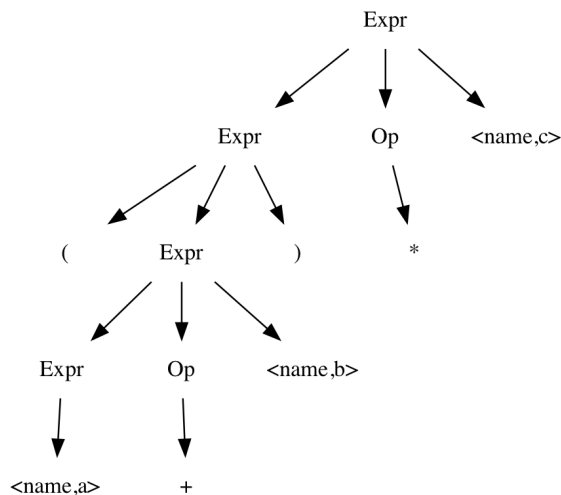 Expr
Expr Op <name,c>
( Expr ) *
Expr Op <name,b>
<name,a> +